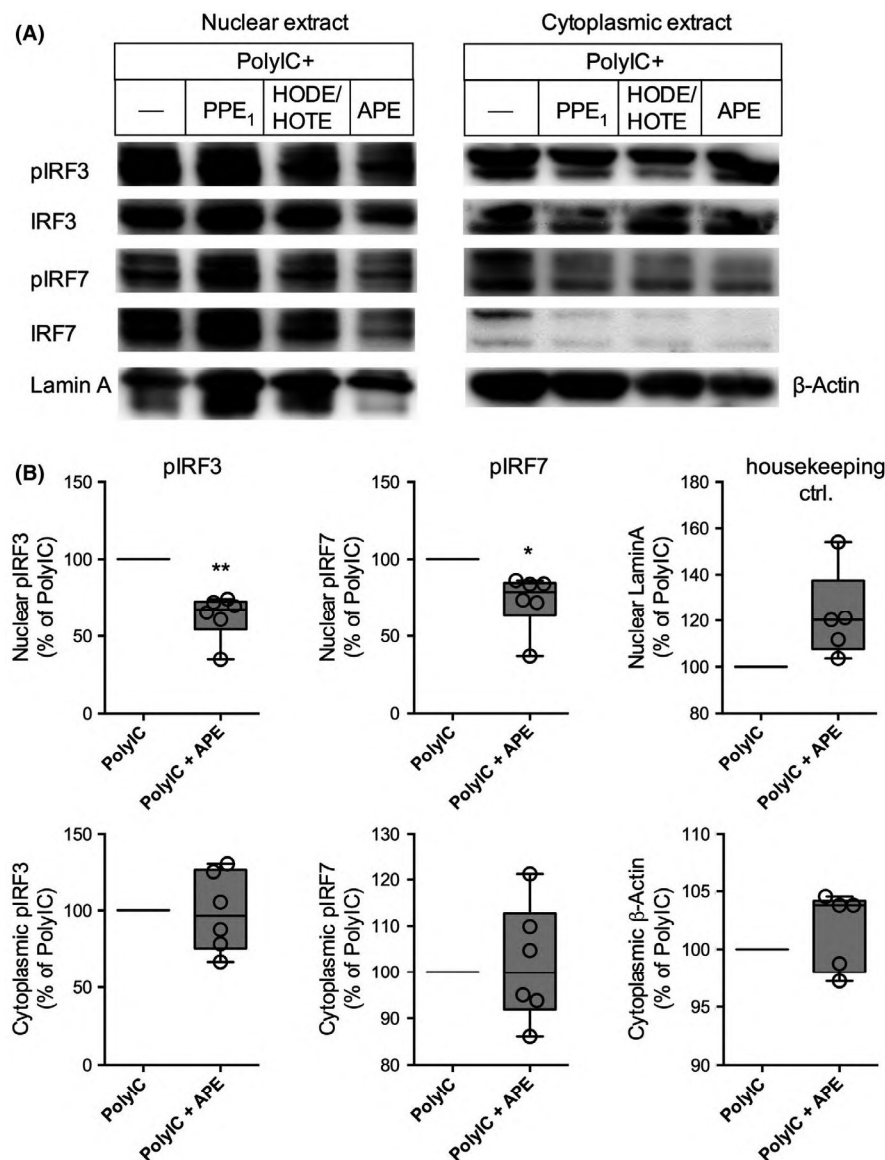 (A)
Nuclear extract
PolyIC+
— PPE₁ HODE/HOTE APE
Cytoplasmic extract
PolyIC+
— PPE₁ HODE/HOTE APE
pIRF3
IRF3
pIRF7
IRF7
Lamin A
β-Actin
(B)
pIRF3
Nuclear pIRF3
(% of PolyIC)
150
100
50
0
**
PolyIC
PolyIC + APE
pIRF7
Nuclear pIRF7
(% of PolyIC)
150
100
50
0
*
PolyIC
PolyIC + APE
housekeeping
ctrl.
Nuclear LaminA
(% of PolyIC)
180
160
140
120
100
80
PolyIC
PolyIC + APE
Cytoplasmic pIRF3
(% of PolyIC)
150
100
50
0
PolyIC
PolyIC + APE
Cytoplasmic pIRF7
(% of PolyIC)
130
120
110
100
90
80
PolyIC
PolyIC + APE
Cytoplasmic β-Actin
(% of PolyIC)
110
105
100
95
90
PolyIC
PolyIC + APE